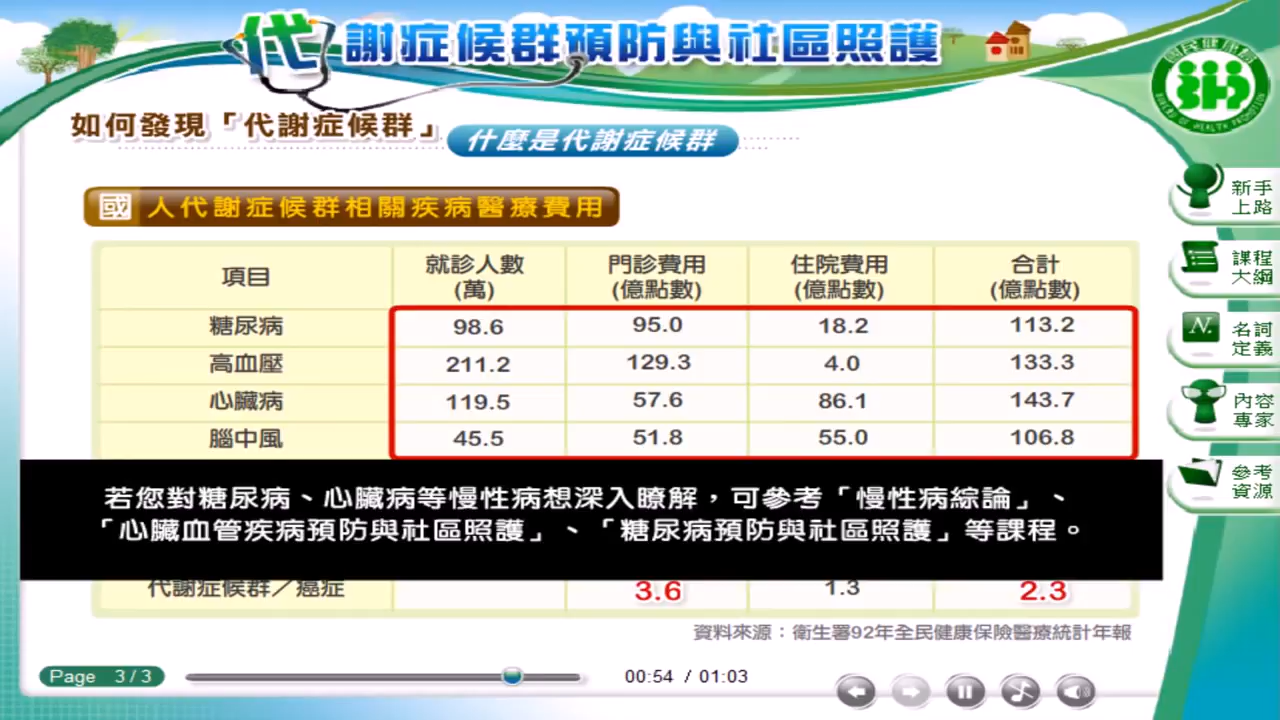 代謝症候群預防與社區照護
國民健康局
BUREAU OF HEALTH PROMOTION
如何發現「代謝症候群」
什麼是代謝症候群
國人代謝症候群相關疾病醫療費用
項目 就診人數(萬) 門診費用(億點數) 住院費用(億點數) 合計(億點數)
糖尿病 98.6 95.0 18.2 113.2
高血壓 211.2 129.3 4.0 133.3
心臟病 119.5 57.6 86.1 143.7
腦中風 45.5 51.8 55.0 106.8
若您對糖尿病、心臟病等慢性病想深入瞭解，可參考「慢性病綜論」、
「心臟血管疾病預防與社區照護」、「糖尿病預防與社區照護」等課程。
代謝症候群／癌症 3.6 1.3 2.3
資料來源：衛生署92年全民健康保險醫療統計年報
新手
上路
課程
大綱
N.
名詞
定義
內容
專家
參考
資源
Page 3/3
00:54 / 01:03